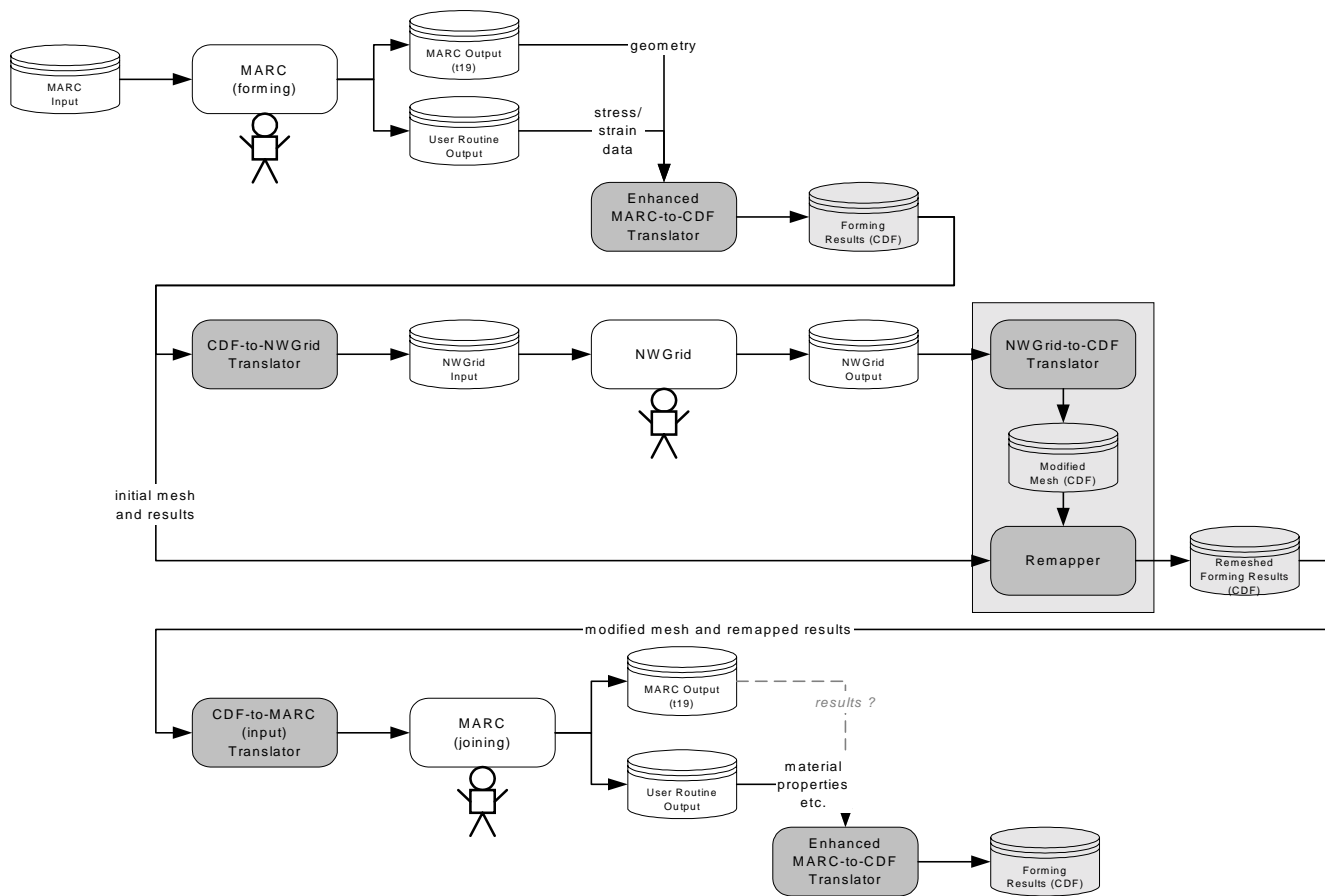 MARC Output
(t19)
geometry
MARC
(forming)
MARC
Input
stress/
strain
data
User Routine
Output
Enhanced
MARC-to-CDF
Translator
Forming
Results (CDF)
CDF-to-NWGrid
Translator
NWGrid
Input
NWGrid
NWGrid
Output
NWGrid-to-CDF
Translator
Modified
Mesh (CDF)
initial mesh
and results
Remapper
Remeshed
Forming Results
(CDF)
modified mesh and remapped results
CDF-to-MARC
(input)
Translator
MARC
(joining)
MARC Output
(t19)
results ?
User Routine
Output
material
properties
etc.
Enhanced
MARC-to-CDF
Translator
Forming
Results (CDF)